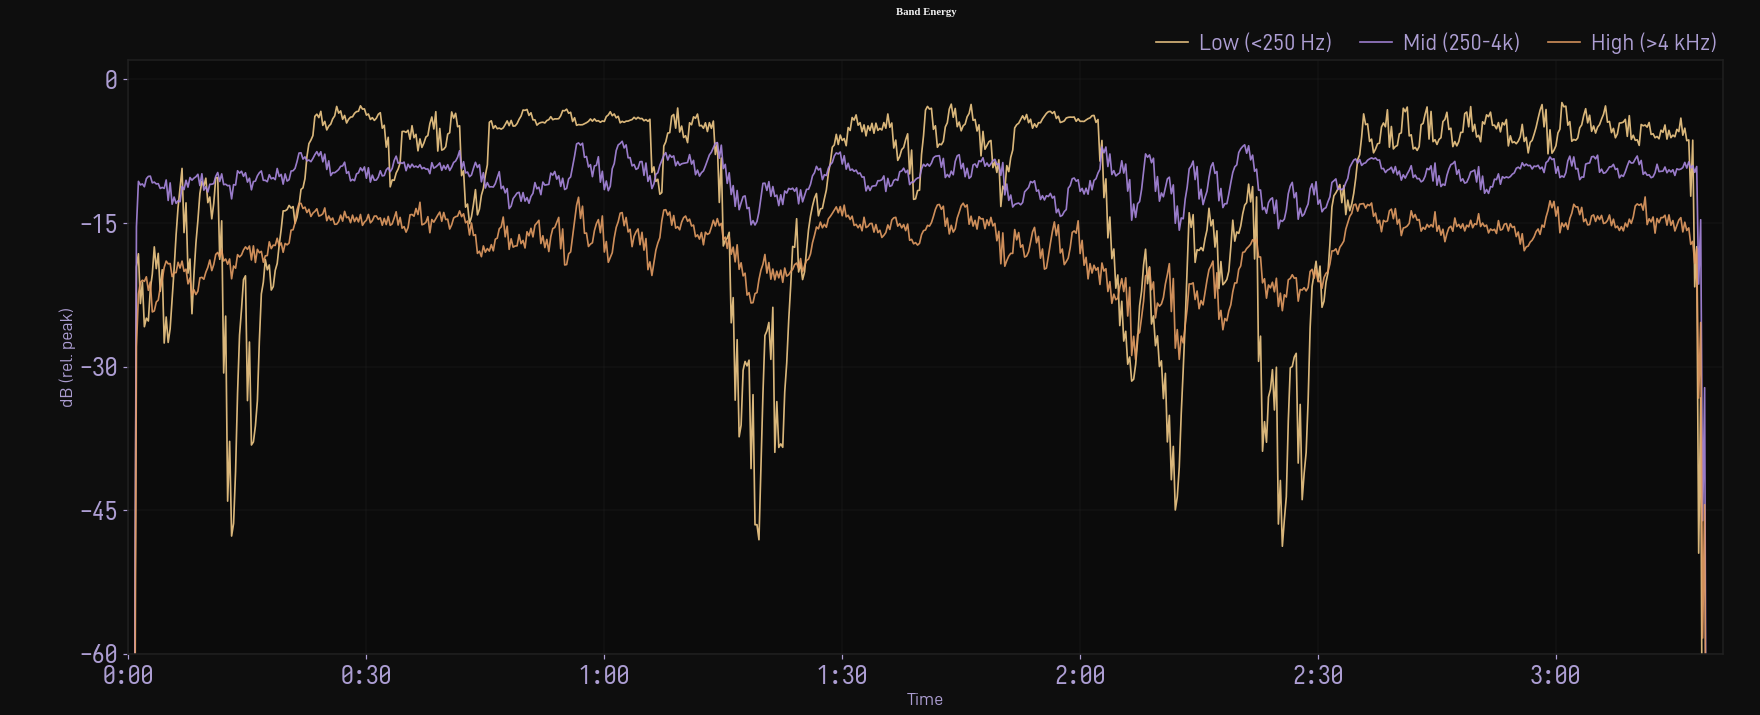 Band Energy
Low (<250 Hz) Mid (250-4k) High (>4 kHz)
0
−15
−30
−45
−60
dB (rel. peak)
0:00 0:30 1:00 1:30 2:00 2:30 3:00
Time